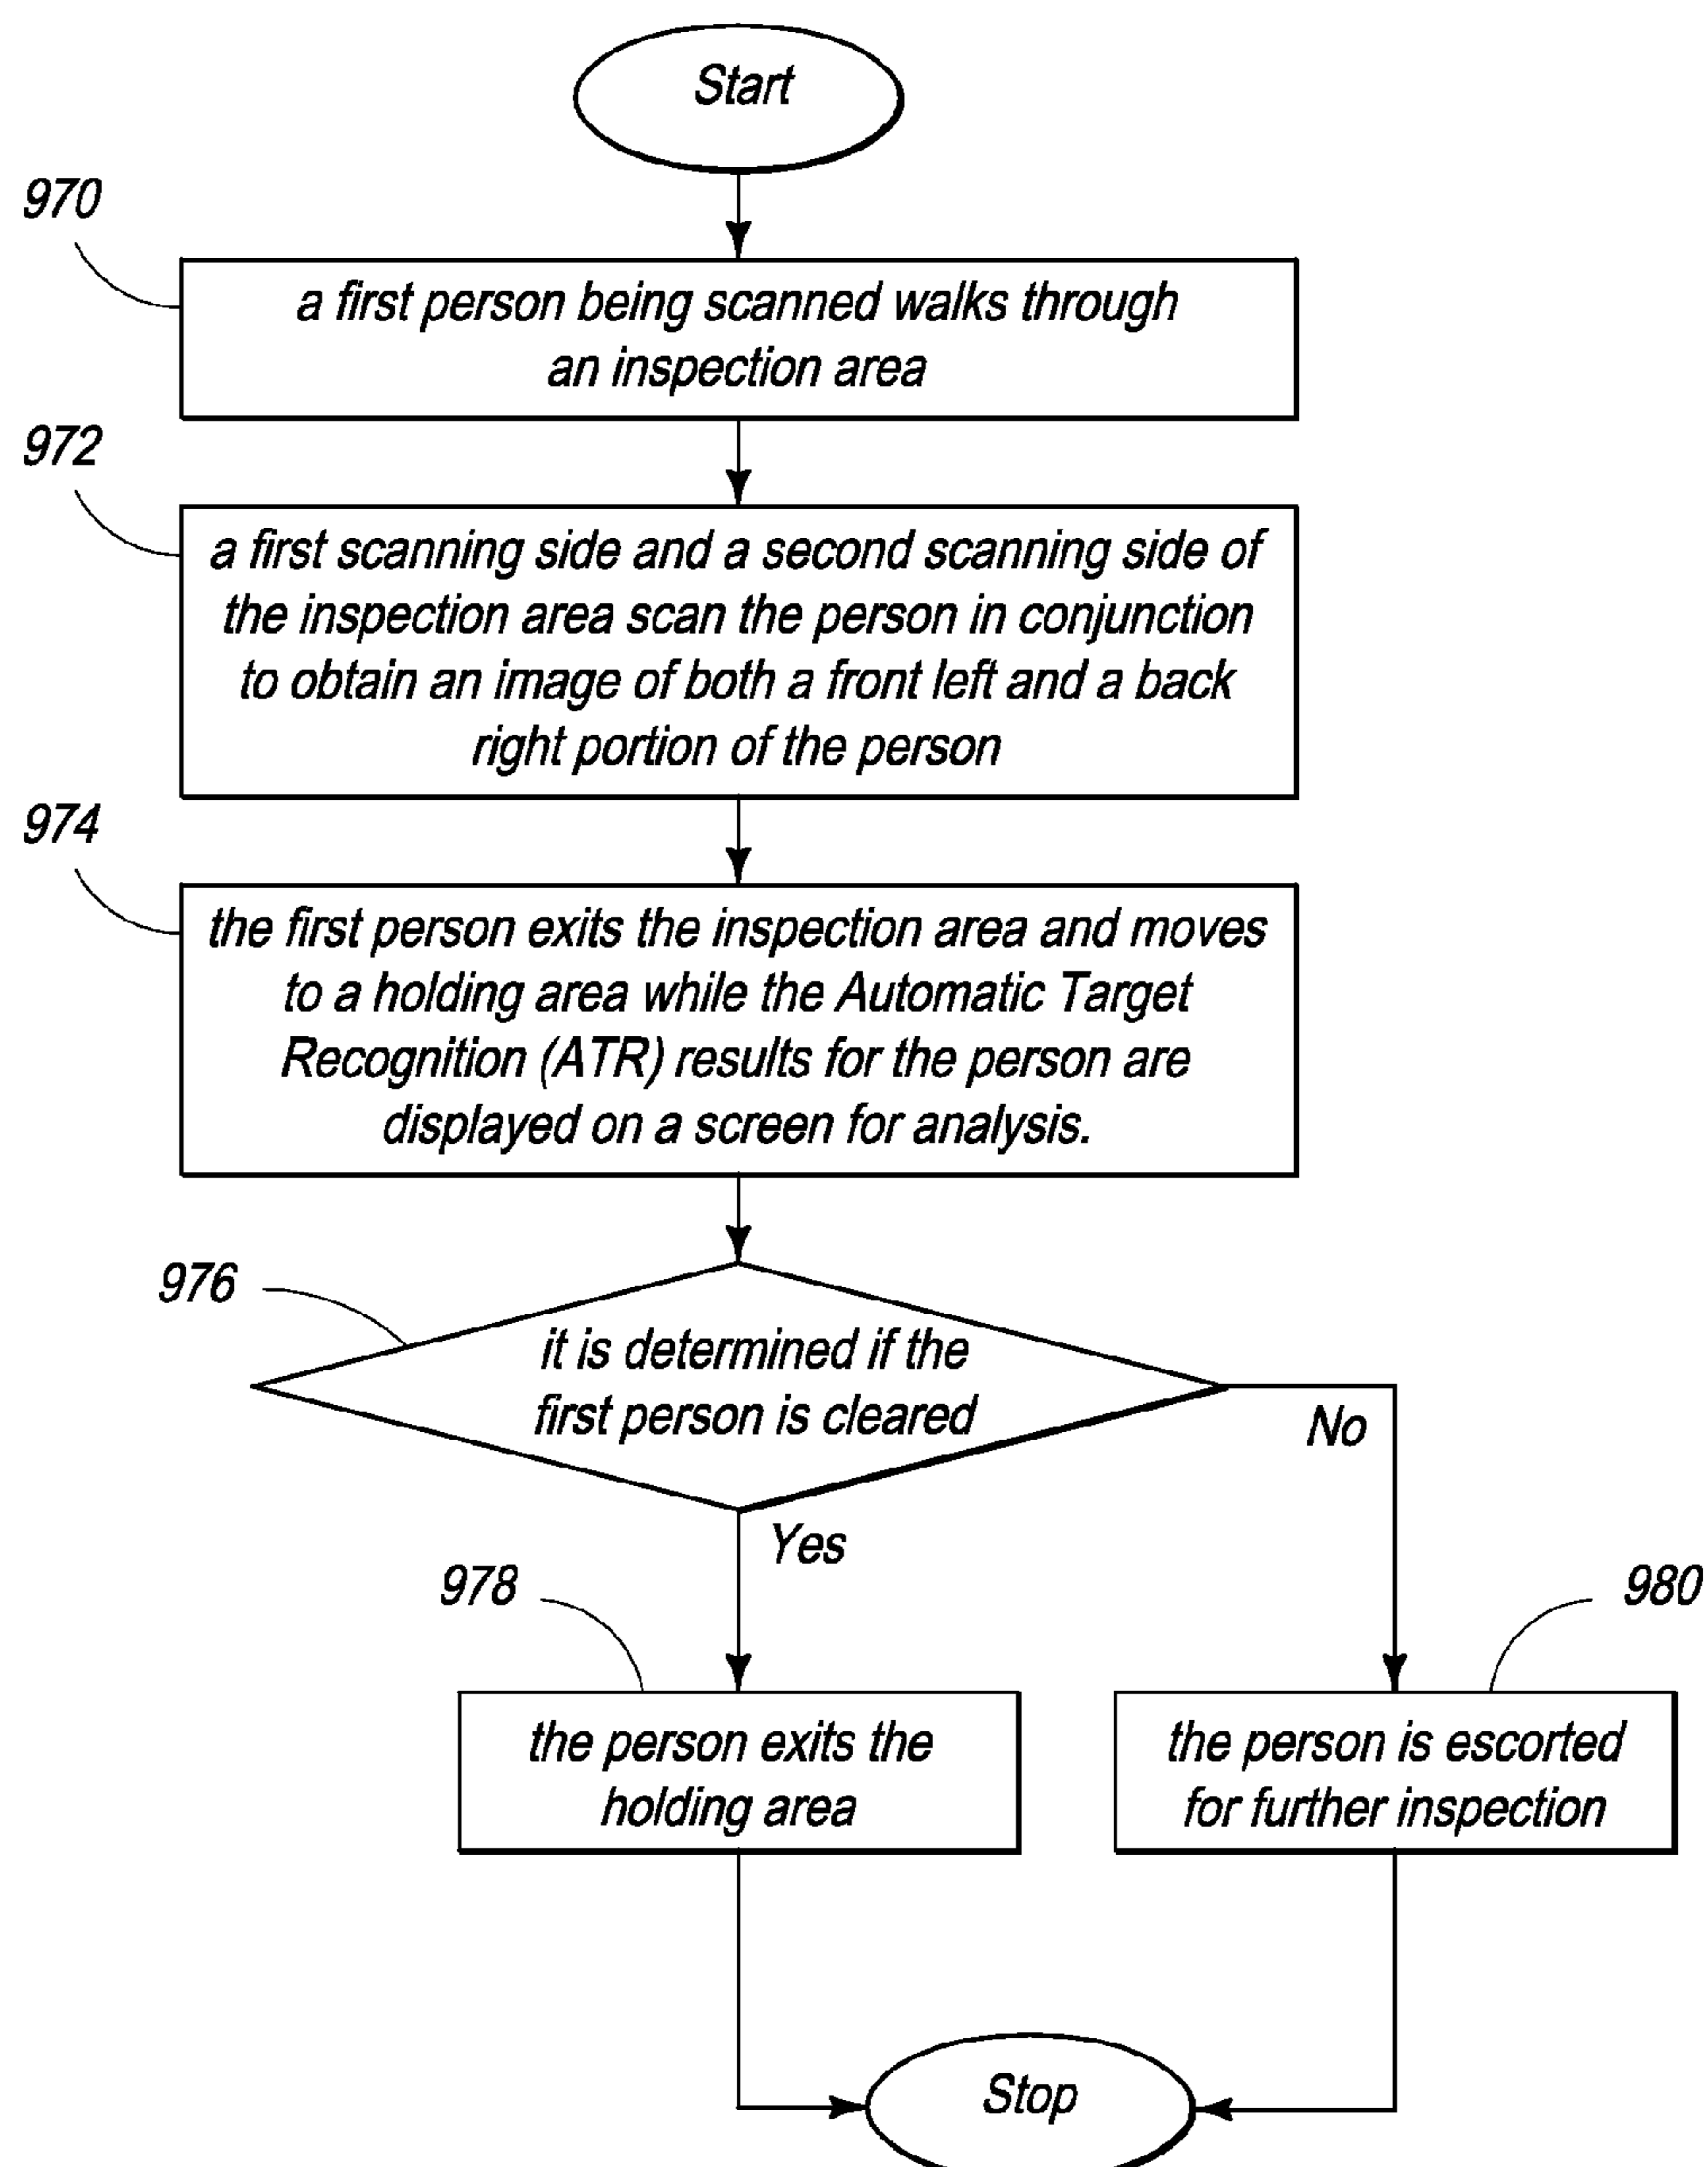 Start
970
a first person being scanned walks through
an inspection area
972
a first scanning side and a second scanning side of
the inspection area scan the person in conjunction
to obtain an image of both a front left and a back
right portion of the person
974
the first person exits the inspection area and moves
to a holding area while the Automatic Target
Recognition (ATR) results for the person are
displayed on a screen for analysis.
976
it is determined if the
first person is cleared
No
Yes
978
980
the person exits the
holding area
the person is escorted
for further inspection
Stop